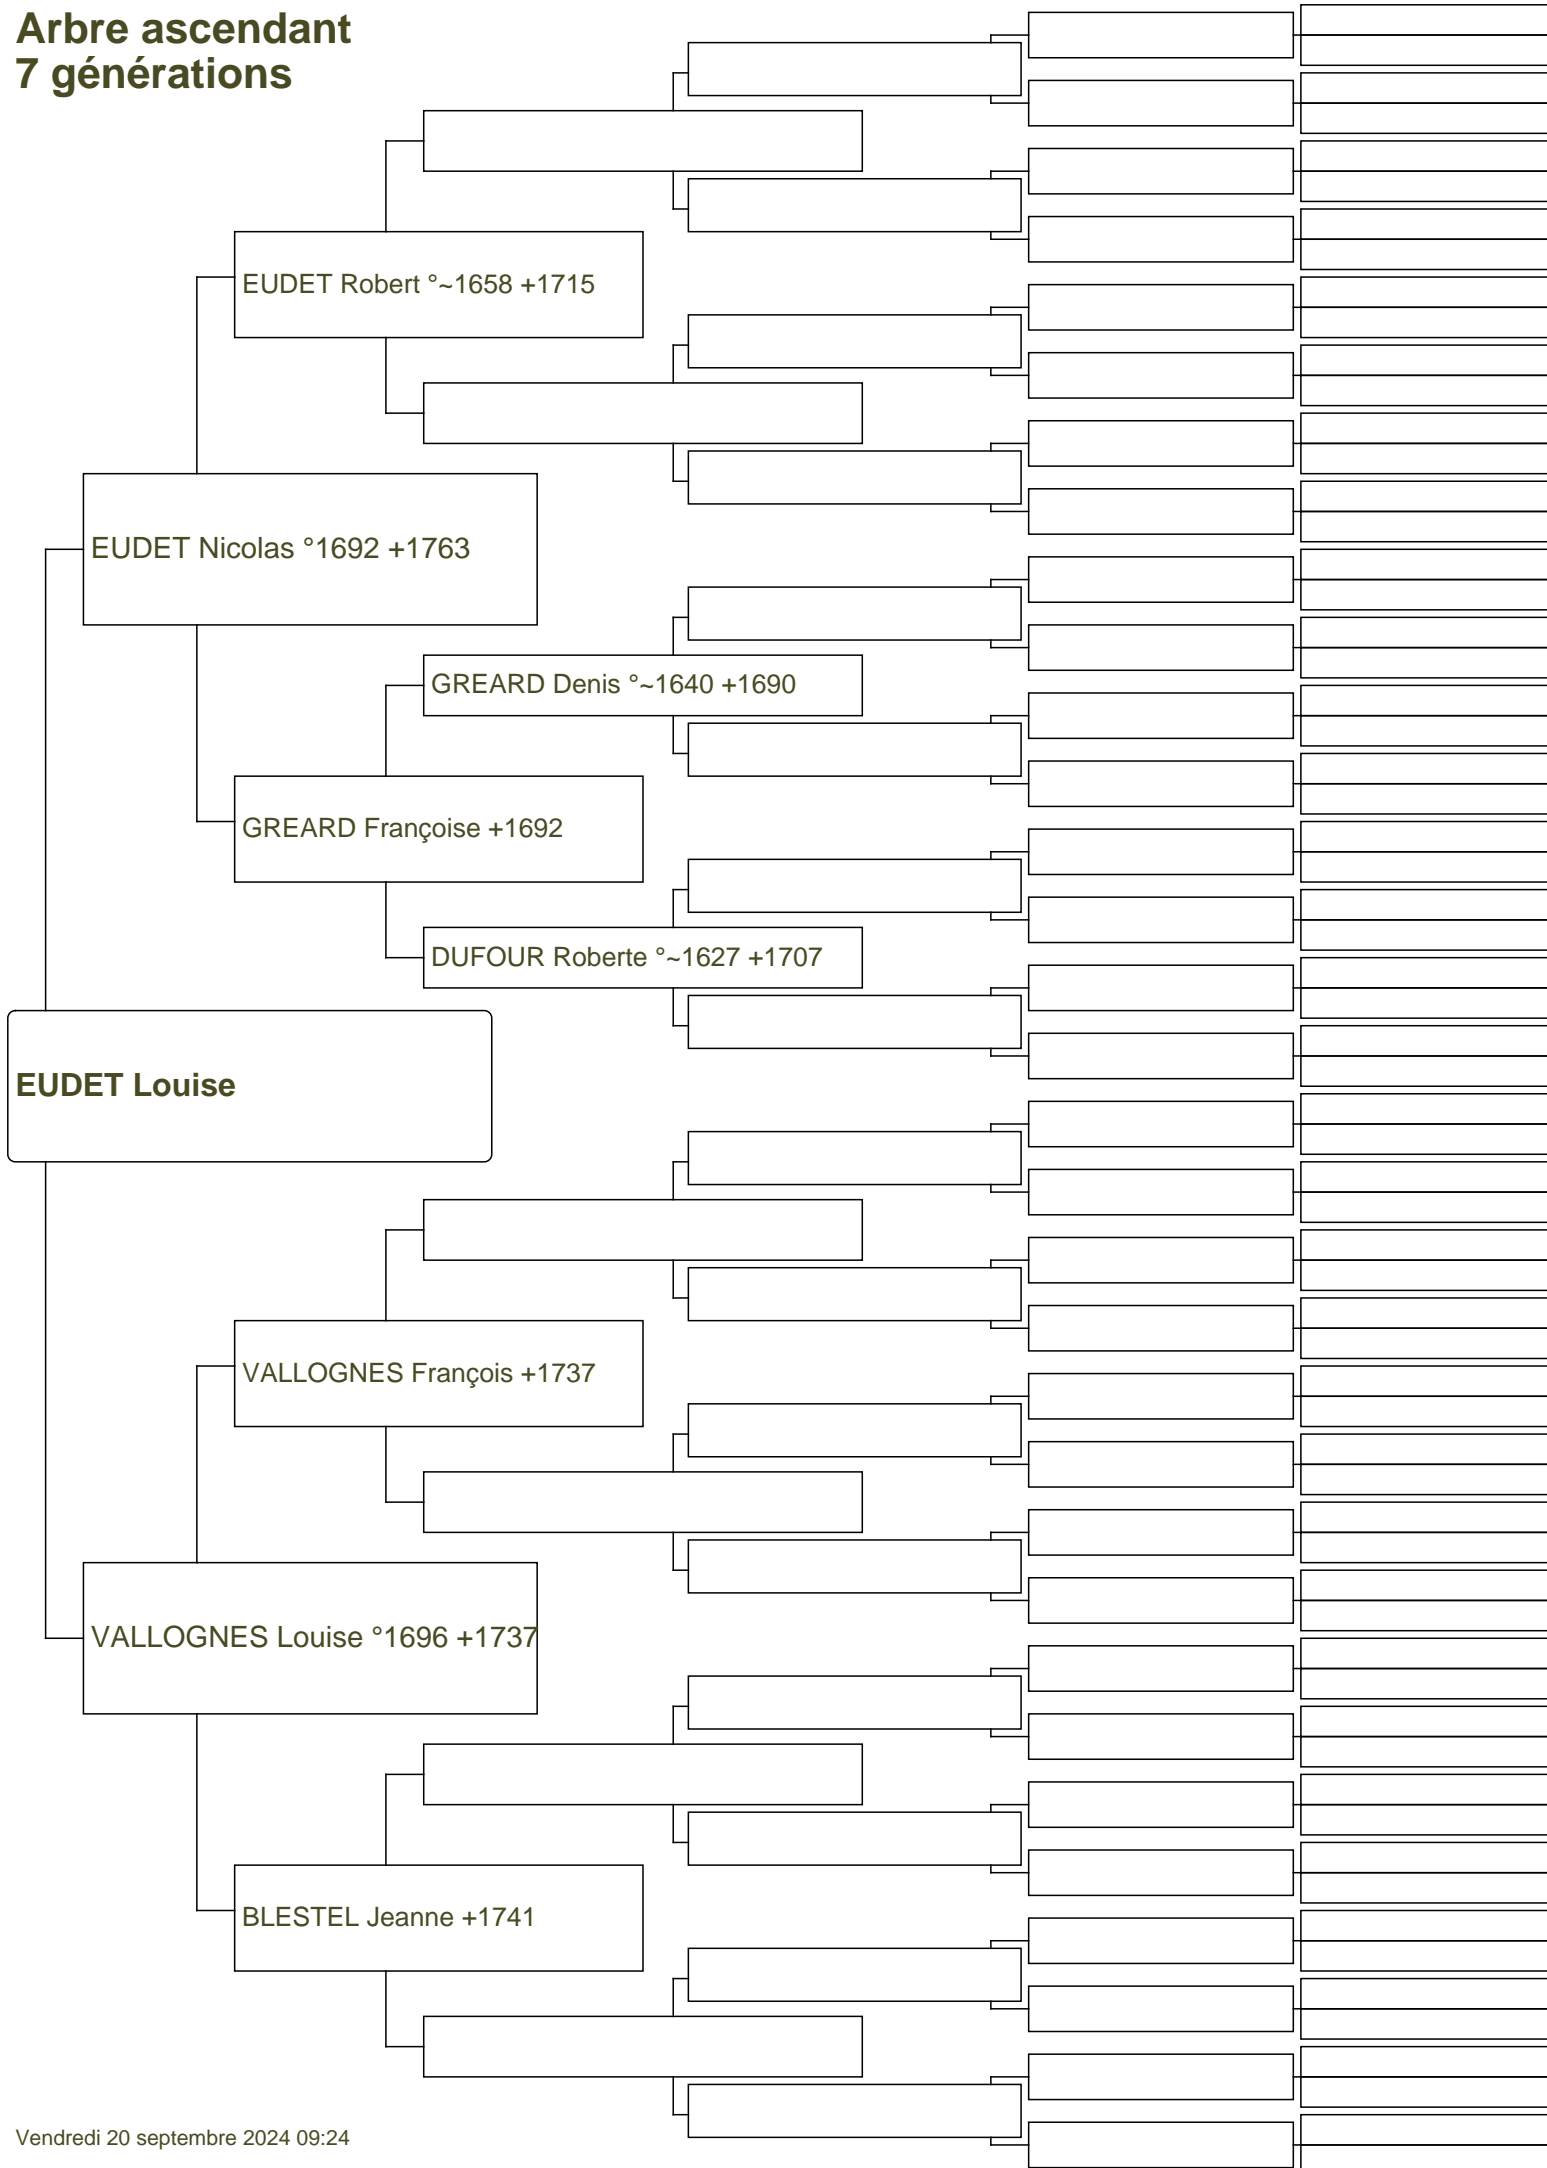 Arbre ascendant
7 générations
EUDET Robert °~1658 +1715
EUDET Nicolas °1692 +1763
GREARD Denis °~1640 +1690
GREARD Françoise +1692
DUFOUR Roberte °~1627 +1707
EUDET Louise
VALLOGNES François +1737
VALLOGNES Louise °1696 +1737
BLESTEL Jeanne +1741
Vendredi 20 septembre 2024 09:24